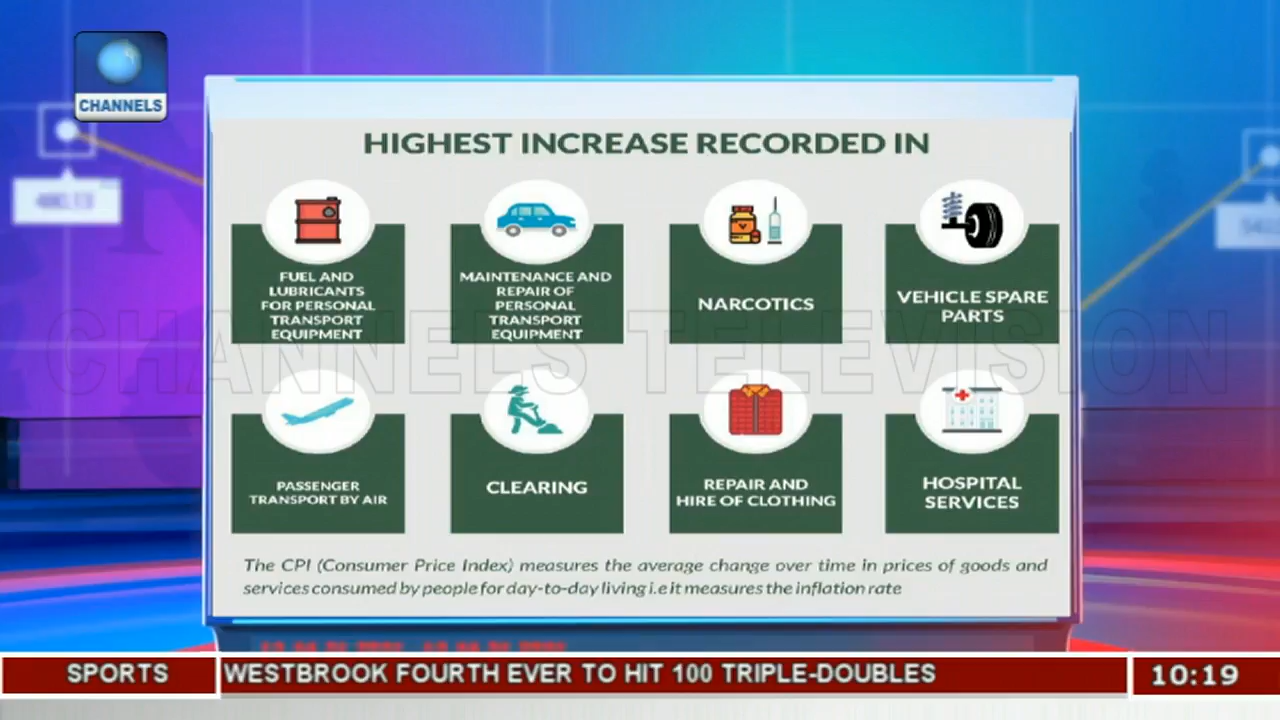 CHANNELS
HIGHEST INCREASE RECORDED IN
FUEL AND
LUBRICANTS
FOR PERSONAL
TRANSPORT
EQUIPMENT
MAINTENANCE AND
REPAIR OF
PERSONAL
TRANSPORT
EQUIPMENT
NARCOTICS
VEHICLE SPARE
PARTS
CHANNELS TELEVISION
PASSENGER
TRANSPORT BY AIR
CLEARING
REPAIR AND
HIRE OF CLOTHING
HOSPITAL
SERVICES
The CPI (Consumer Price Index) measures the average change over time in prices of goods and
services consumed by people for day-to-day living i.e it measures the inflation rate
SPORTS
WESTBROOK FOURTH EVER TO HIT 100 TRIPLE-DOUBLES
10:19